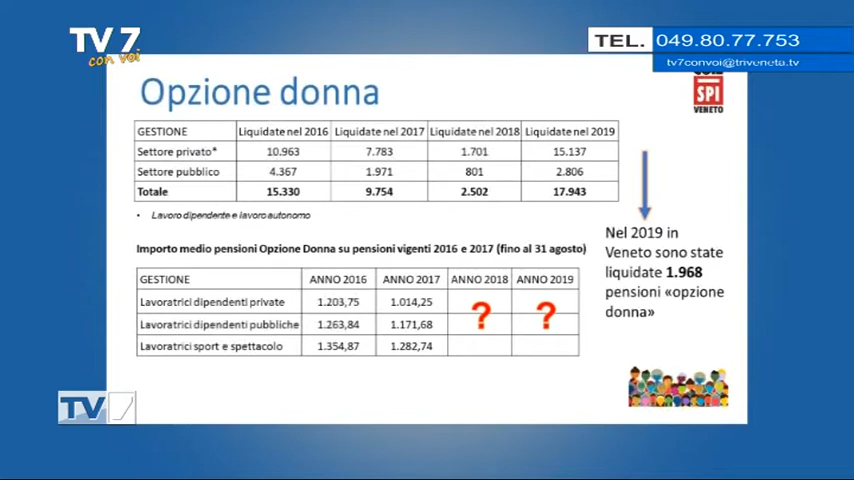 TV 7
con voi
TEL. 049.80.77.753
tv7convoi@triveneta.tv
Opzione donna
SPI
VENETO
GESTIONE Liquidate nel 2016 Liquidate nel 2017 Liquidate nel 2018 Liquidate nel 2019
Settore privato* 10.963 7.783 1.701 15.137
Settore pubblico 4.367 1.971 801 2.806
Totale 15.330 9.754 2.502 17.943
• Lavoro dipendente e lavoro autonomo
Importo medio pensioni Opzione Donna su pensioni vigenti 2016 e 2017 (fino al 31 agosto)
GESTIONE ANNO 2016 ANNO 2017 ANNO 2018 ANNO 2019
Lavoratrici dipendenti private 1.203,75 1.014,25
Lavoratrici dipendenti pubbliche 1.263,84 1.171,68 ? ?
Lavoratrici sport e spettacolo 1.354,87 1.282,74
Nel 2019 in
Veneto sono state
liquidate 1.968
pensioni «opzione
donna»
TV 7